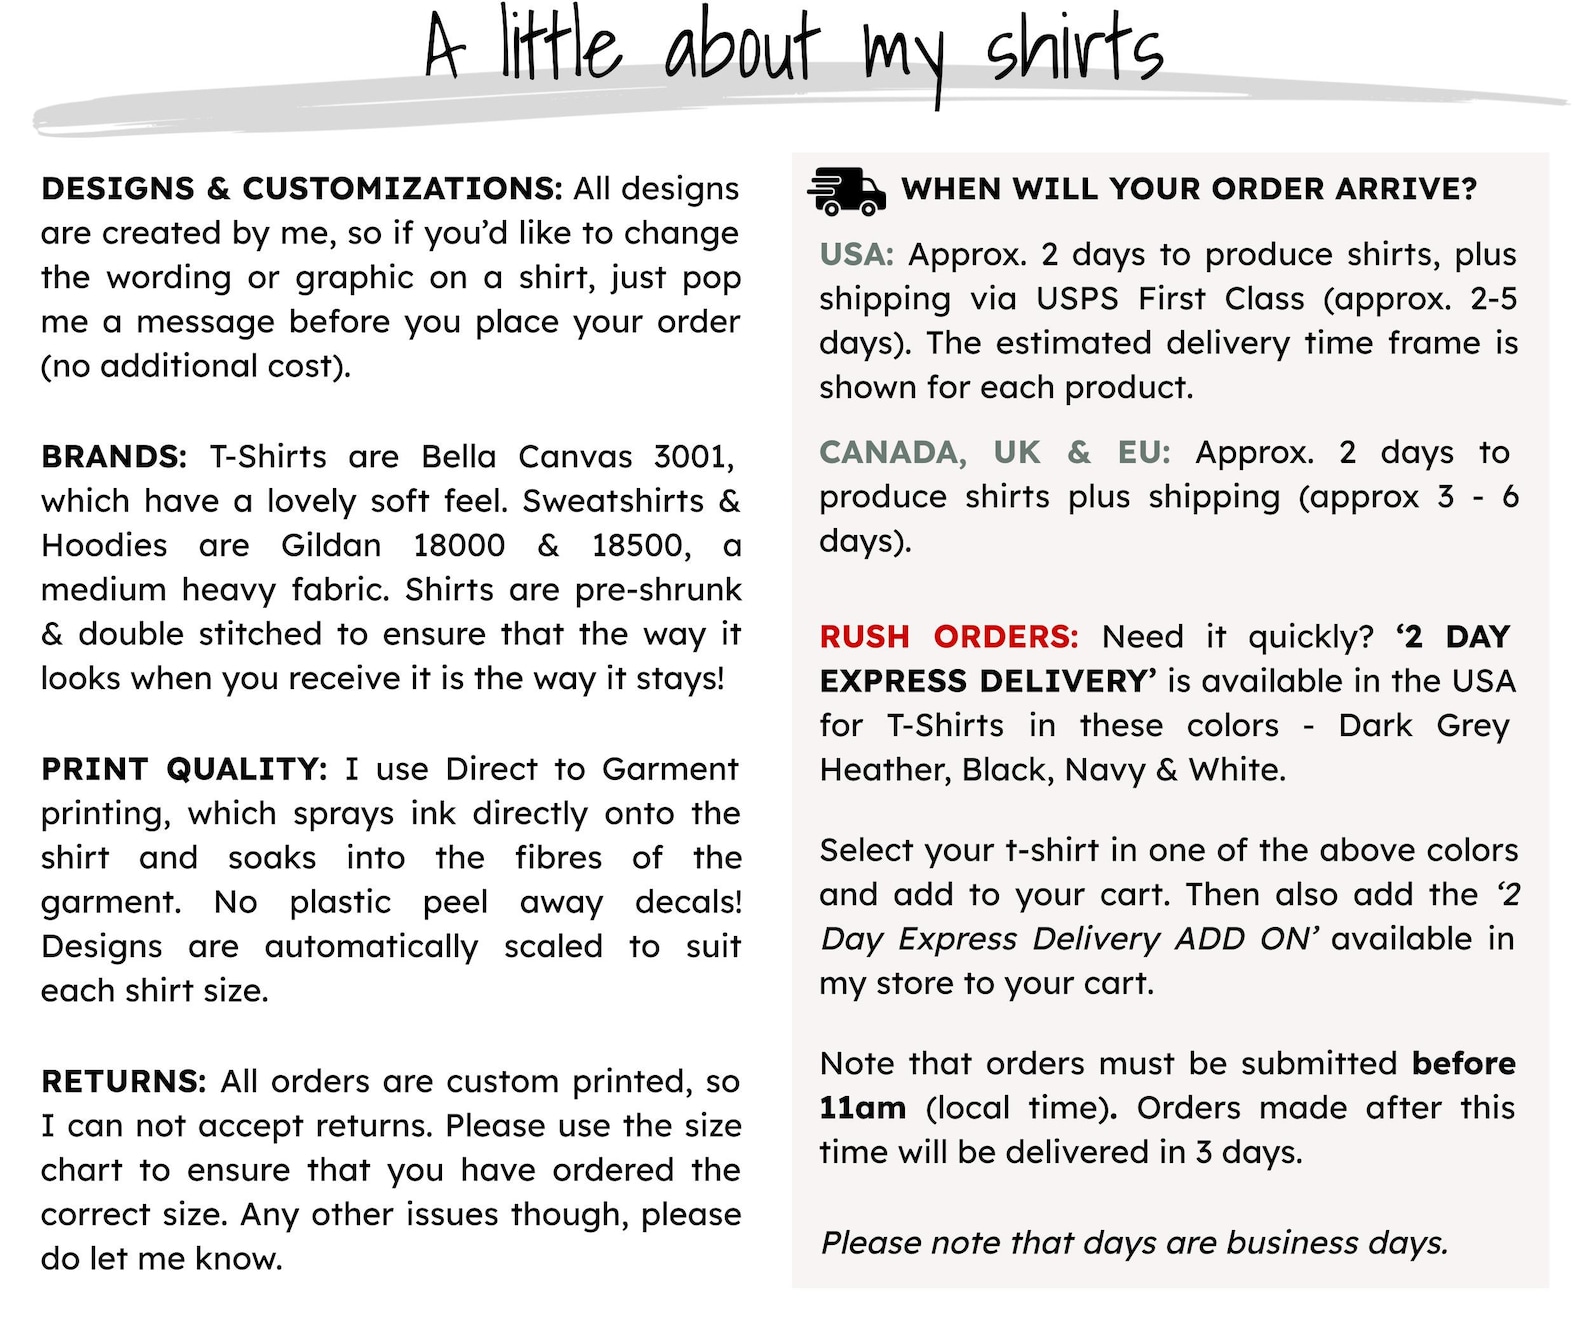 A little about my shirts
DESIGNS & CUSTOMIZATIONS: All designs
are created by me, so if you’d like to change
the wording or graphic on a shirt, just pop
me a message before you place your order
(no additional cost).
BRANDS: T-Shirts are Bella Canvas 3001,
which have a lovely soft feel. Sweatshirts &
Hoodies are Gildan 18000 & 18500, a
medium heavy fabric. Shirts are pre-shrunk
& double stitched to ensure that the way it
looks when you receive it is the way it stays!
PRINT QUALITY: I use Direct to Garment
printing, which sprays ink directly onto the
shirt and soaks into the fibres of the
garment. No plastic peel away decals!
Designs are automatically scaled to suit
each shirt size.
RETURNS: All orders are custom printed, so
I can not accept returns. Please use the size
chart to ensure that you have ordered the
correct size. Any other issues though, please
do let me know.
WHEN WILL YOUR ORDER ARRIVE?
USA: Approx. 2 days to produce shirts, plus
shipping via USPS First Class (approx. 2-5
days). The estimated delivery time frame is
shown for each product.
CANADA, UK & EU: Approx. 2 days to
produce shirts plus shipping (approx 3 - 6
days).
RUSH ORDERS: Need it quickly? ‘2 DAY
EXPRESS DELIVERY’ is available in the USA
for T-Shirts in these colors - Dark Grey
Heather, Black, Navy & White.
Select your t-shirt in one of the above colors
and add to your cart. Then also add the ‘2
Day Express Delivery ADD ON’ available in
my store to your cart.
Note that orders must be submitted before
11am (local time). Orders made after this
time will be delivered in 3 days.
Please note that days are business days.